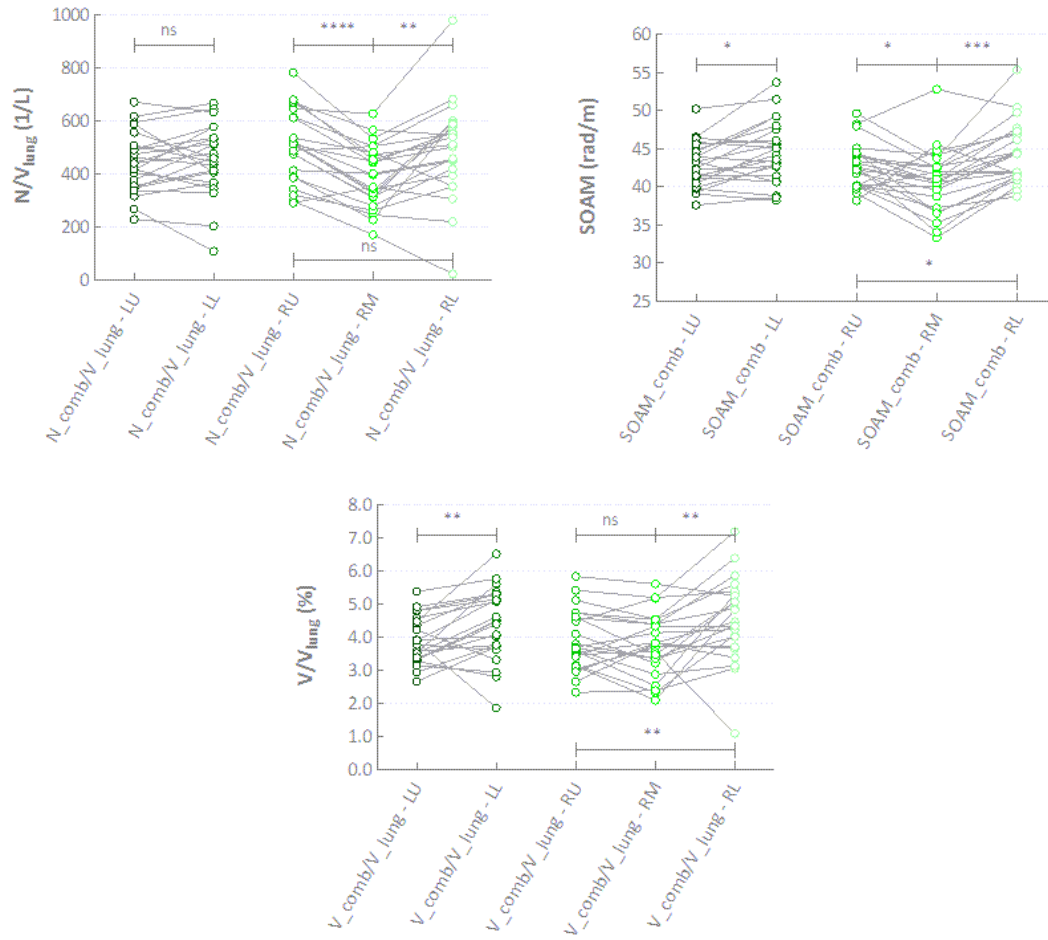 1000
800
600
400
200
0
N/Vlung (1/L)
ns
****
**
ns
N_comb/V_lung - LU
N_comb/V_lung - LL
N_comb/V_lung - RU
N_comb/V_lung - RM
N_comb/V_lung - RL
60
55
50
45
40
35
30
25
SOAM (rad/m)
*
*
***
*
SOAM_comb - LU
SOAM_comb - LL
SOAM_comb - RU
SOAM_comb - RM
SOAM_comb - RL
8.0
7.0
6.0
5.0
4.0
3.0
2.0
1.0
0.0
V/Vlung (%)
**
ns
**
**
V_comb/V_lung - LU
V_comb/V_lung - LL
V_comb/V_lung - RU
V_comb/V_lung - RM
V_comb/V_lung - RL